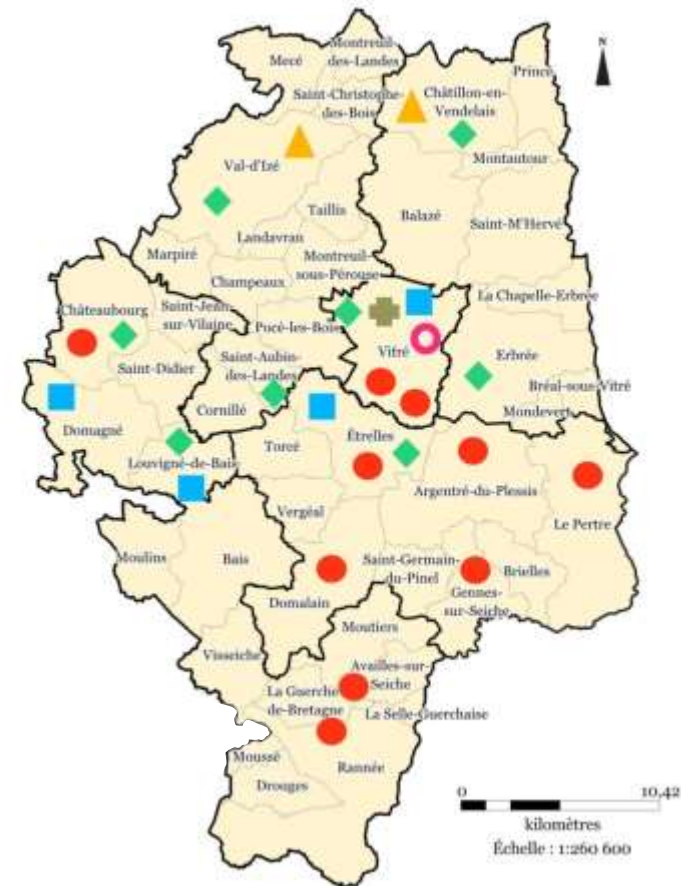 Montreuil-
des-Landes
Mecé
N
Princé
Saint-Christophe-
des-Bois
Châtillon-en-
Vendelais
Val-d'Izé
Montautour
Taillis
Balazé
Saint-M'Hervé
Landavran
Marpiré
Montreuil-
sous-Pérouse
Champeaux
La Chapelle-Erbrée
Châteaubourg
Saint-Jean-
sur-Vilaine
Pocé-les-Bois
Vitré
Erbrée
Saint-Aubin-
des-Landes
Saint-Didier
Bréal-sous-Vitré
Cornillé
Mondevert
Domagné
Torcé
Étrelles
Louvigné-de-Bais
Argentré-du-Plessis
Vergéal
Le Pertre
Moulins
Bais
Saint-Germain-
du-Pinel
Brielles
Gennes-
sur-Seiche
Domalain
Moutiers
Visseiche
Availles-sur-
Seiche
La Guerche-
de-Bretagne
La Selle-Guerchaise
Moussé
Rannée
Drouges
0 10,42
kilomètres
Échelle : 1:260 600